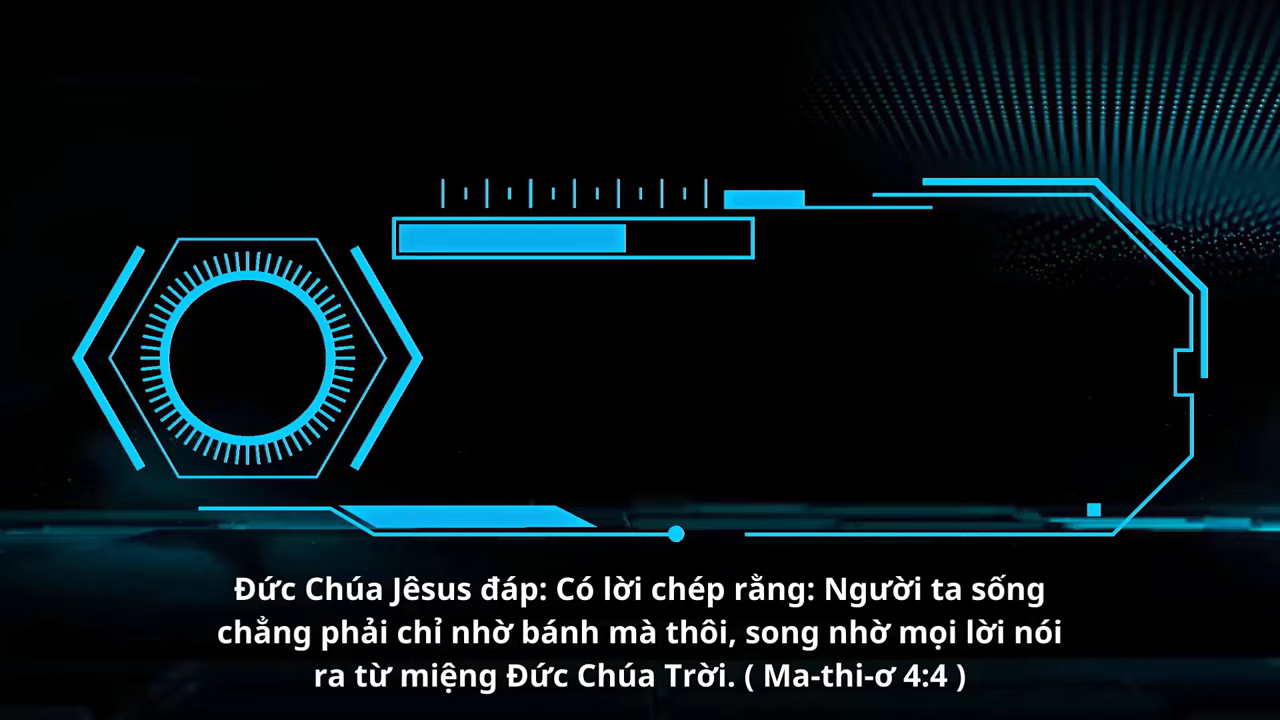 Đức Chúa Jêsus đáp: Có lời chép rằng: Người ta sống
chẳng phải chỉ nhờ bánh mà thôi, song nhờ mọi lời nói
ra từ miệng Đức Chúa Trời. ( Ma-thi-ơ 4:4 )